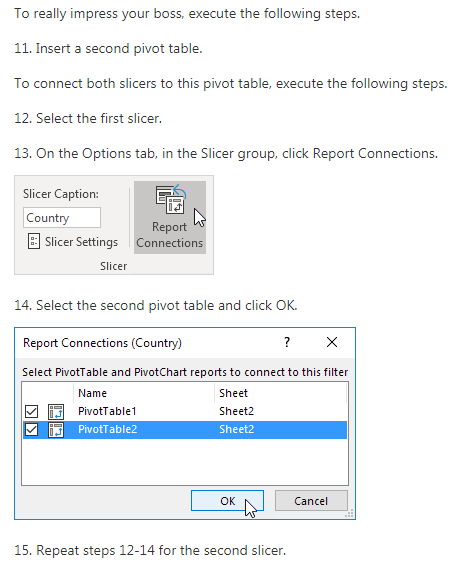 To really impress your boss, execute the following steps.
11. Insert a second pivot table.
To connect both slicers to this pivot table, execute the following steps.
12. Select the first slicer.
13. On the Options tab, in the Slicer group, click Report Connections.
Slicer Caption:
Country
Slicer Settings
Report
Connections
Slicer
14. Select the second pivot table and click OK.
Report Connections (Country) ? X
Select PivotTable and PivotChart reports to connect to this filter
Name Sheet
PivotTable1 Sheet2
PivotTable2 Sheet2
OK Cancel
15. Repeat steps 12-14 for the second slicer.